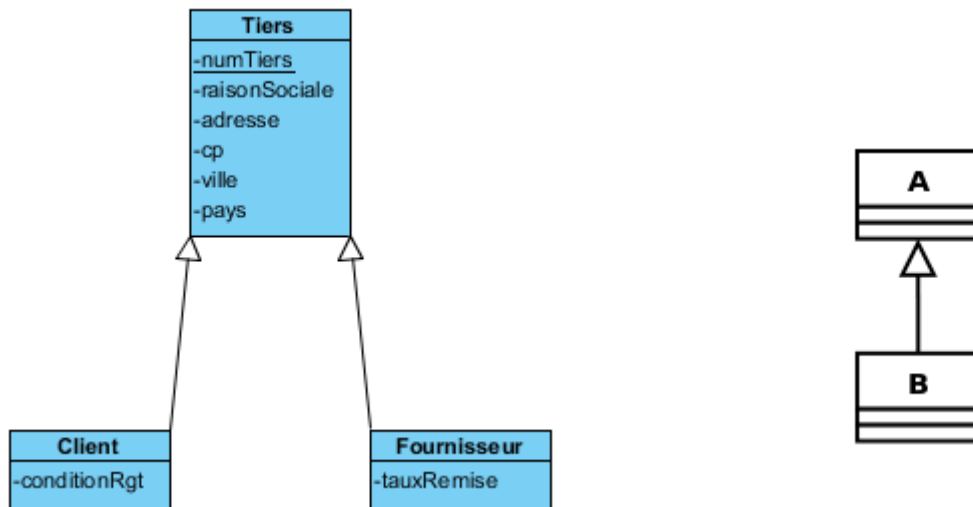 Tiers
-numTiers
-raisonSociale
-adresse
-cp
-ville
-pays
Client
-conditionRgt
Fournisseur
-tauxRemise
A
B